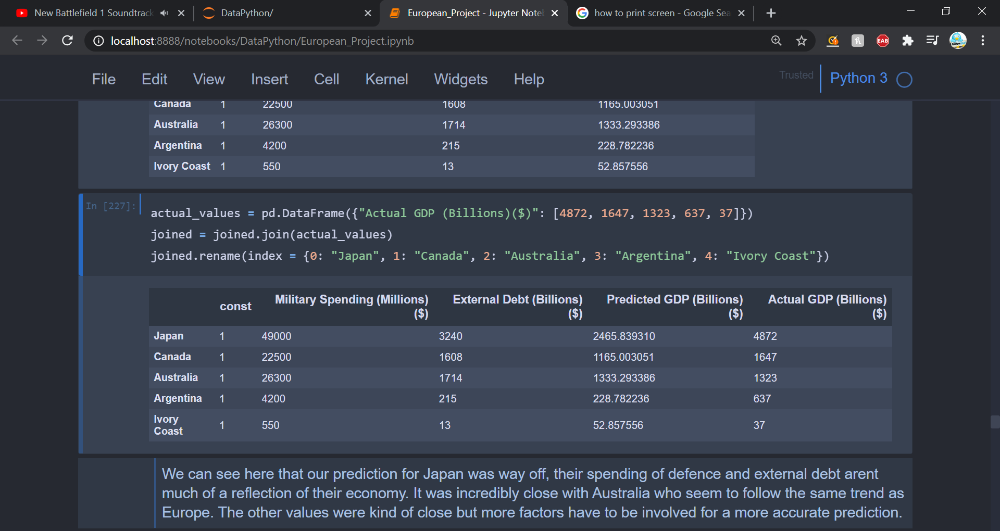 New Battlefield 1 Soundtrack
DataPython/
European_Project - Jupyter Note
how to print screen - Google Sea
localhost:8888/notebooks/DataPython/European_Project.ipynb
EAB
File Edit View Insert Cell Kernel Widgets Help
Trusted
Python 3
Canada 1 22500 1608 1165.003051
Australia 1 26300 1714 1333.293386
Argentina 1 4200 215 228.782236
Ivory Coast 1 550 13 52.857556
In [227]:
actual_values = pd.DataFrame({"Actual GDP (Billions)($)": [4872, 1647, 1323, 637, 37]})
joined = joined.join(actual_values)
joined.rename(index = {0: "Japan", 1: "Canada", 2: "Australia", 3: "Argentina", 4: "Ivory Coast"})
const Military Spending (Millions) External Debt (Billions) Predicted GDP (Billions) Actual GDP (Billions)
($) ($) ($) ($)
Japan 1 49000 3240 2465.839310 4872
Canada 1 22500 1608 1165.003051 1647
Australia 1 26300 1714 1333.293386 1323
Argentina 1 4200 215 228.782236 637
Ivory
Coast 1 550 13 52.857556 37
We can see here that our prediction for Japan was way off, their spending of defence and external debt arent
much of a reflection of their economy. It was incredibly close with Australia who seem to follow the same trend as
Europe. The other values were kind of close but more factors have to be involved for a more accurate prediction.